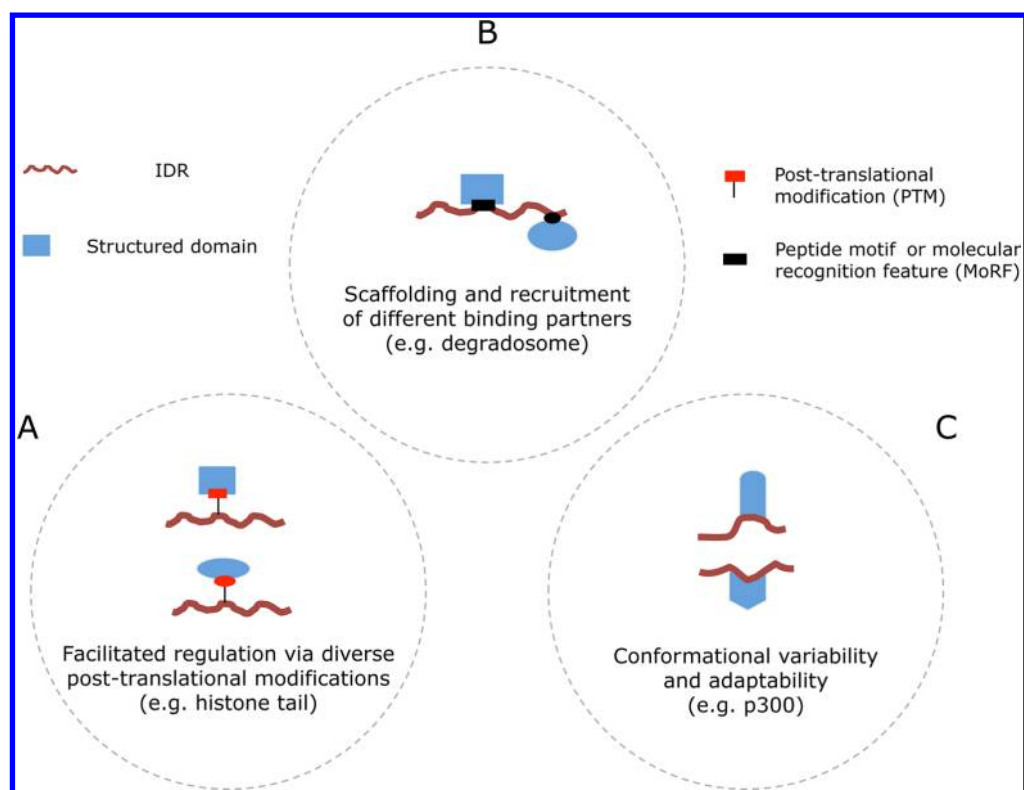 B
IDR
Structured domain
Post-translational
modification (PTM)
Peptide motif or molecular
recognition feature (MoRF)
Scaffolding and recruitment
of different binding partners
(e.g. degradosome)
A
Facilitated regulation via diverse
post-translational modifications
(e.g. histone tail)
C
Conformational variability
and adaptability
(e.g. p300)